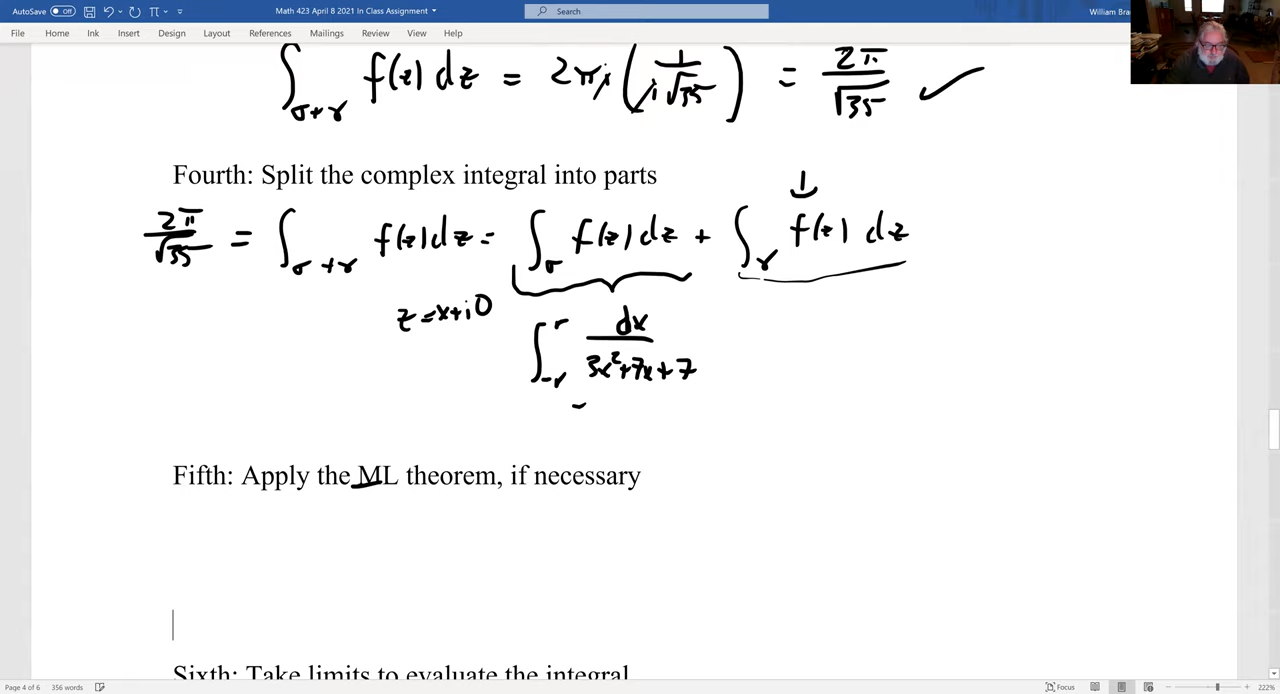 AutoSave Off Math 423 April 8 2021 In Class Assignment Search William
File Home Ink Insert Design Layout References Mailings Review View Help
∫_{σ+γ} f(z) dz = 2πi (1/(i√35)) = 2π/√35 ✓
Fourth: Split the complex integral into parts
2π/√35 = ∫_{σ+γ} f(z) dz = ∫_σ f(z) dz + ∫_γ f(z) dz
z = x + i0
∫_{-r}^{r} dx/(3x²+7x+7)
Fifth: Apply the ML theorem, if necessary
Sixth: Take limits to evaluate the integral
Page 4 of 6 356 words Focus 222%